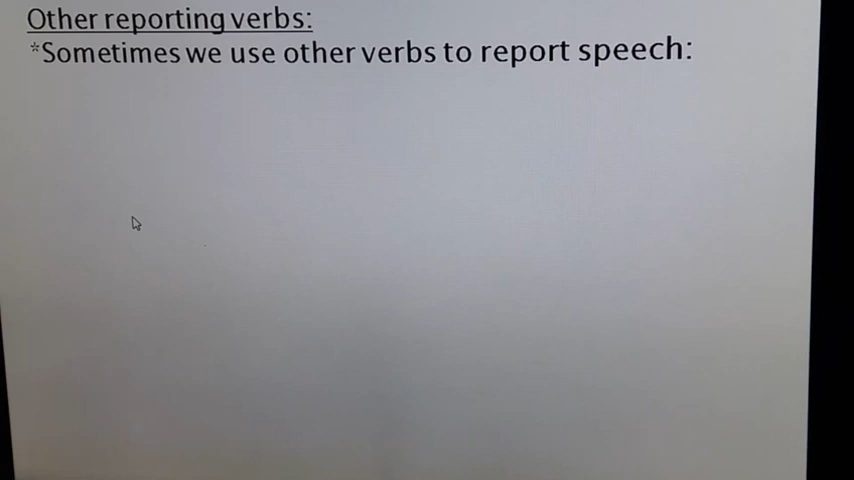 Other reporting verbs:
*Sometimes we use other verbs to report speech: